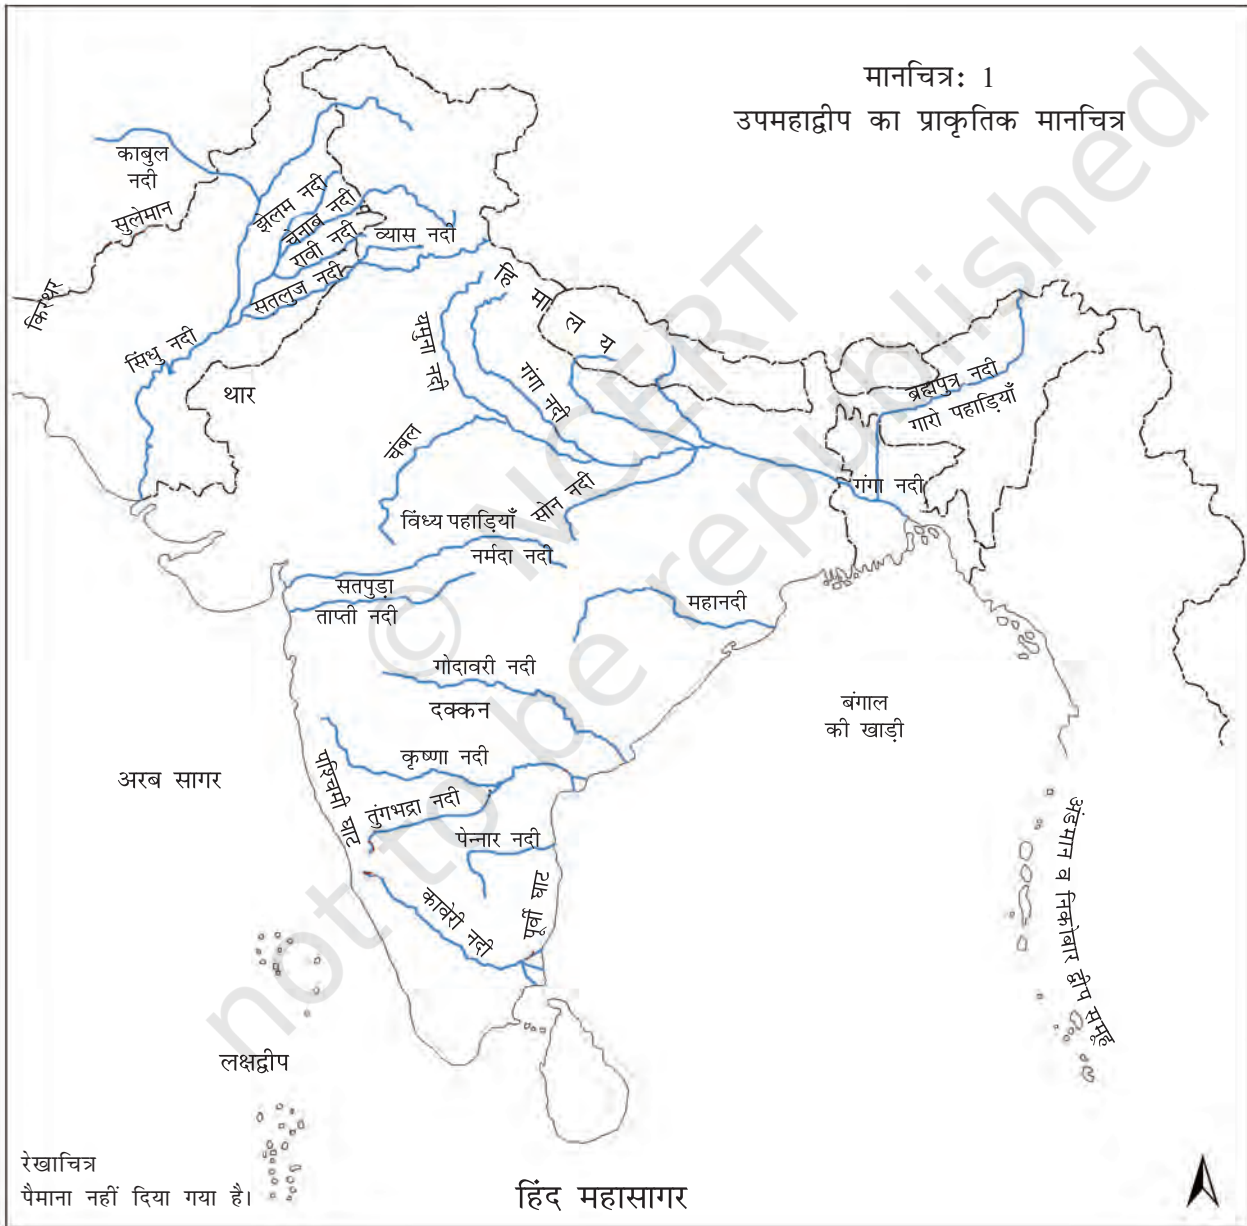 मानचित्र: 1
उपमहाद्वीप का प्राकृतिक मानचित्र
काबुल
नदी
सुलेमान
किरथर
झेलम नदी
चेनाब नदी
रावी नदी
व्यास नदी
सतलुज नदी
सिंधु नदी
थार
हिमालय
यमुना नदी
गंगा नदी
चंबल
ब्रह्मपुत्र नदी
गारो पहाड़ियाँ
गंगा नदी
सोन नदी
विंध्य पहाड़ियाँ
नर्मदा नदी
सतपुड़ा
ताप्ती नदी
महानदी
गोदावरी नदी
दक्कन
बंगाल
की खाड़ी
कृष्णा नदी
अरब सागर
पश्चिमी घाट
तुंगभद्रा नदी
पेन्नार नदी
कावेरी नदी
पूर्वी घाट
अंडमान व निकोबार द्वीप समूह
लक्षद्वीप
रेखाचित्र
पैमाना नहीं दिया गया है।
हिंद महासागर
© NCERT
not to be republished